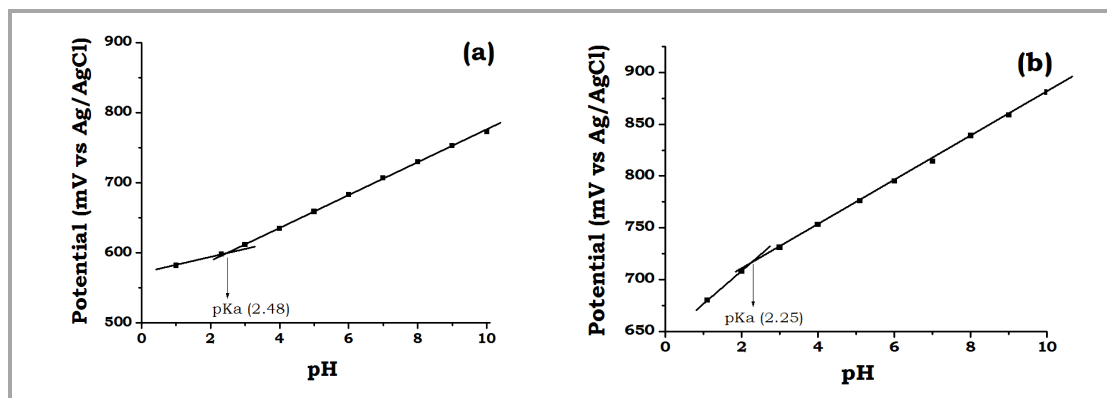 (a)
Potential (mV vs Ag/AgCl)
900
800
700
600
500
pKa (2.48)
0 2 4 6 8 10
pH
(b)
Potential (mV vs Ag/AgCl)
900
850
800
750
700
650
pKa (2.25)
0 2 4 6 8 10
pH